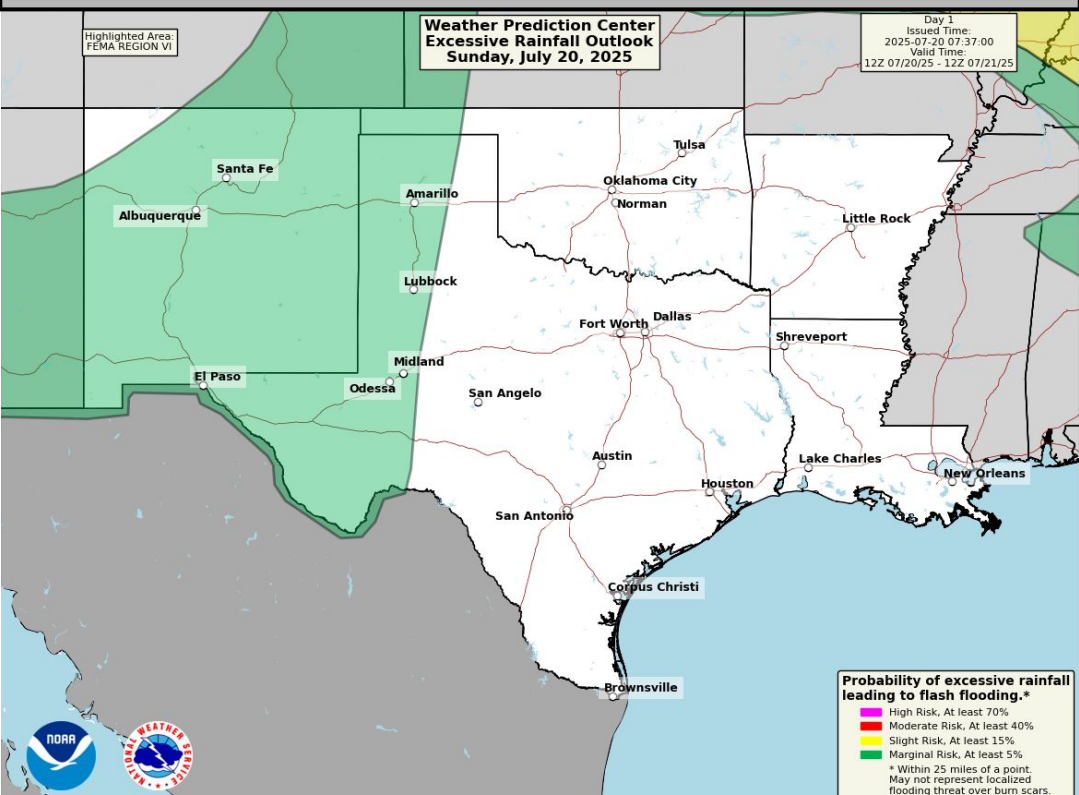 Highlighted Area:
FEMA REGION VI
Weather Prediction Center
Excessive Rainfall Outlook
Sunday, July 20, 2025
Day 1
Issued Time:
2025-07-20 07:37:00
Valid Time:
12Z 07/20/25 - 12Z 07/21/25
Tulsa
Santa Fe
Oklahoma City
Amarillo
Norman
Albuquerque
Little Rock
Lubbock
Dallas
Fort Worth
Shreveport
Midland
El Paso
Odessa
San Angelo
Austin
Lake Charles
New Orleans
Houston
San Antonio
Corpus Christi
Brownsville
Probability of excessive rainfall
leading to flash flooding.*
High Risk, At least 70%
Moderate Risk, At least 40%
Slight Risk, At least 15%
Marginal Risk, At least 5%
* Within 25 miles of a point.
May not represent localized
flooding threat over burn scars.
NOAA
NATIONAL WEATHER SERVICE